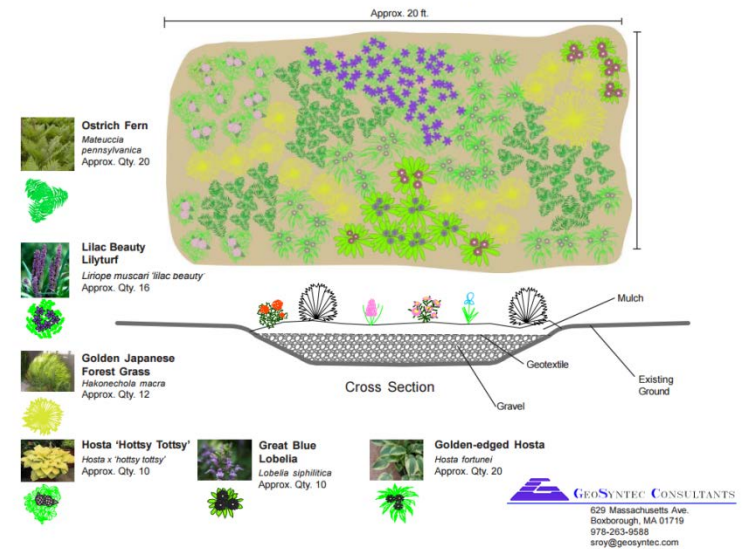 Approx. 20 ft.
Ostrich Fern
Mateuccia
pennsylvanica
Approx. Qty. 20
Lilac Beauty
Lilyturf
Liriope muscari 'lilac beauty'
Approx. Qty. 16
Golden Japanese
Forest Grass
Hakonechola macra
Approx. Qty. 12
Mulch
Geotextile
Existing
Ground
Gravel
Cross Section
Hosta ‘Hottsy Tottsy’
Hosta x ‘hottsy tottsy’
Approx. Qty. 10
Great Blue
Lobelia
Lobelia siphilitica
Approx. Qty. 10
Golden-edged Hosta
Hosta fortunei
Approx. Qty. 20
GEOSYNTEC CONSULTANTS
629 Massachusetts Ave.
Boxborough, MA 01719
978-263-9588
sroy@geosyntec.com